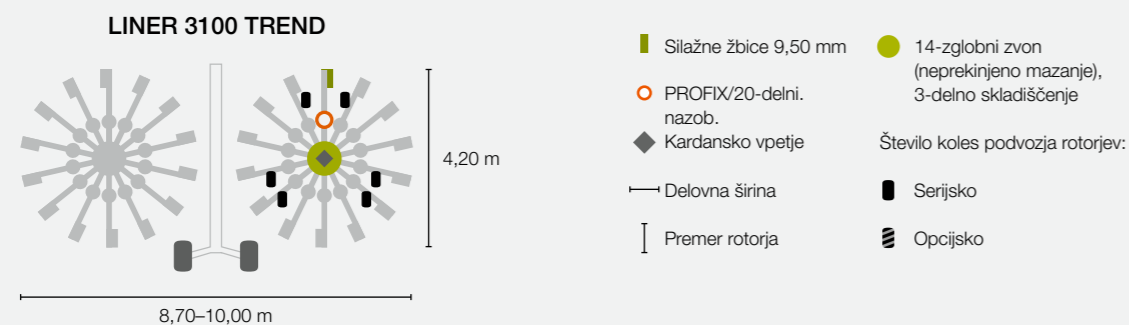 LINER 3100 TREND
4,20 m
8,70–10,00 m
Silažne žbice 9,50 mm
PROFIX/20-delni.
nazob.
Kardansko vpetje
Delovna širina
Premer rotorja
14-zglobni zvon
(neprekinjeno mazanje),
3-delno skladiščenje
Število koles podvozja rotorjev:
Serijsko
Opcijsko